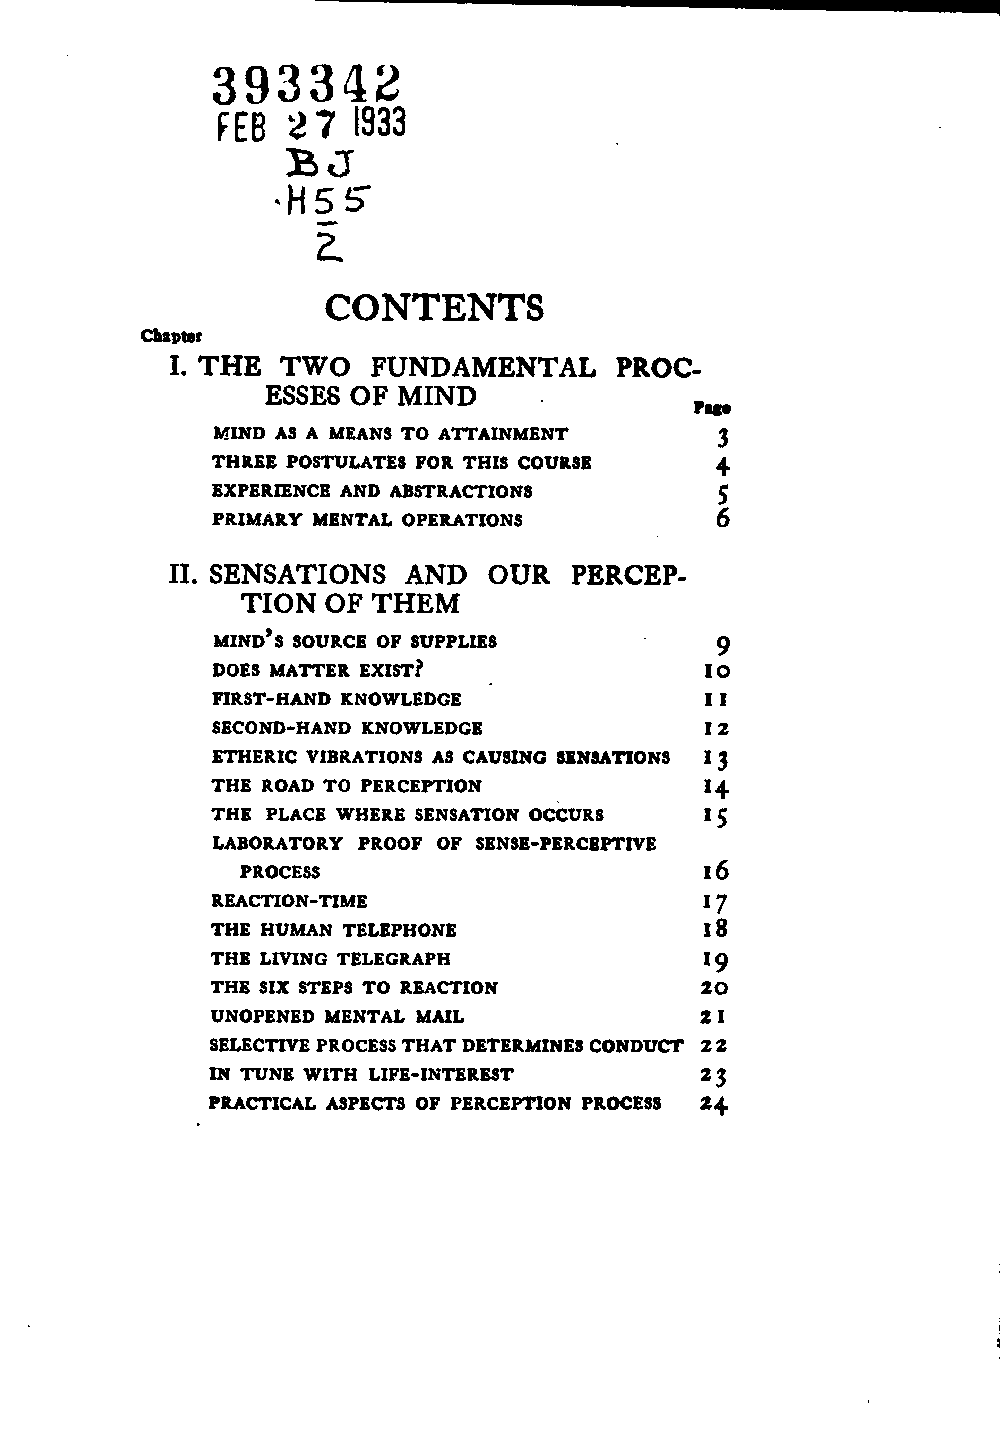 393342
FEB 27 1933
BJ
.H55
2
CONTENTS
Chapter
I. THE TWO FUNDAMENTAL PROC-
ESSES OF MIND
Page
MIND AS A MEANS TO ATTAINMENT 3
THREE POSTULATES FOR THIS COURSE 4
EXPERIENCE AND ABSTRACTIONS 5
PRIMARY MENTAL OPERATIONS 6
II. SENSATIONS AND OUR PERCEP-
TION OF THEM
MIND'S SOURCE OF SUPPLIES 9
DOES MATTER EXIST? 10
FIRST-HAND KNOWLEDGE 11
SECOND-HAND KNOWLEDGE 12
ETHERIC VIBRATIONS AS CAUSING SENSATIONS 13
THE ROAD TO PERCEPTION 14
THE PLACE WHERE SENSATION OCCURS 15
LABORATORY PROOF OF SENSE-PERCEPTIVE
PROCESS 16
REACTION-TIME 17
THE HUMAN TELEPHONE 18
THE LIVING TELEGRAPH 19
THE SIX STEPS TO REACTION 20
UNOPENED MENTAL MAIL 21
SELECTIVE PROCESS THAT DETERMINES CONDUCT 22
IN TUNE WITH LIFE-INTEREST 23
PRACTICAL ASPECTS OF PERCEPTION PROCESS 24